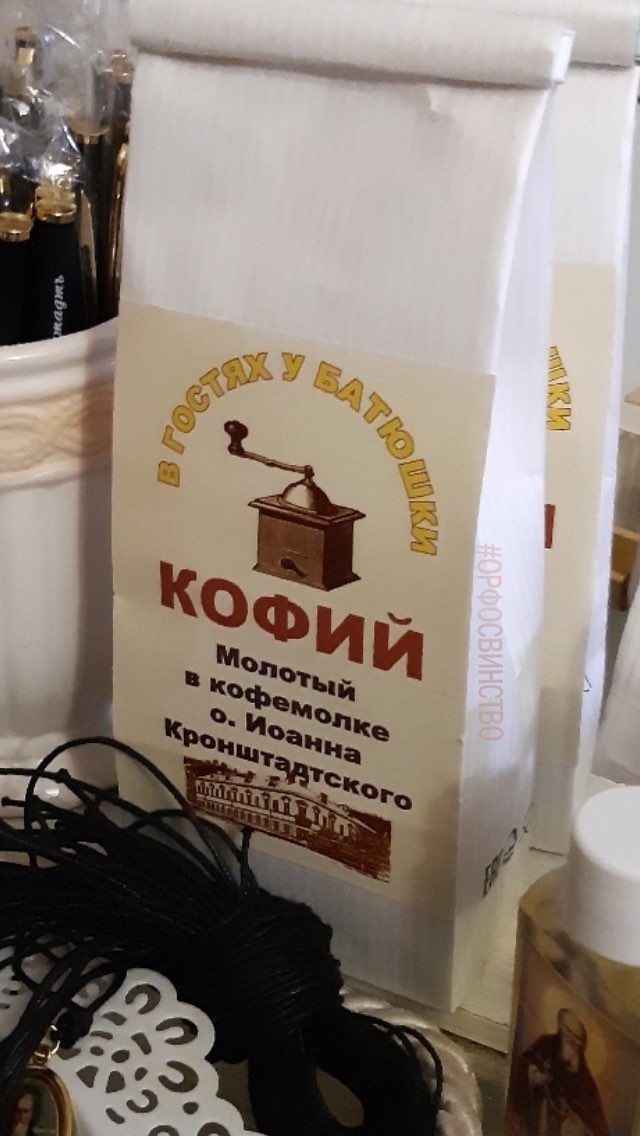 В ГОСТЯХ У БАТЮШКИ
КОФИЙ
Молотый
в кофемолке
о. Иоанна
Кронштадтского
#ОРФОСВИНСТВО